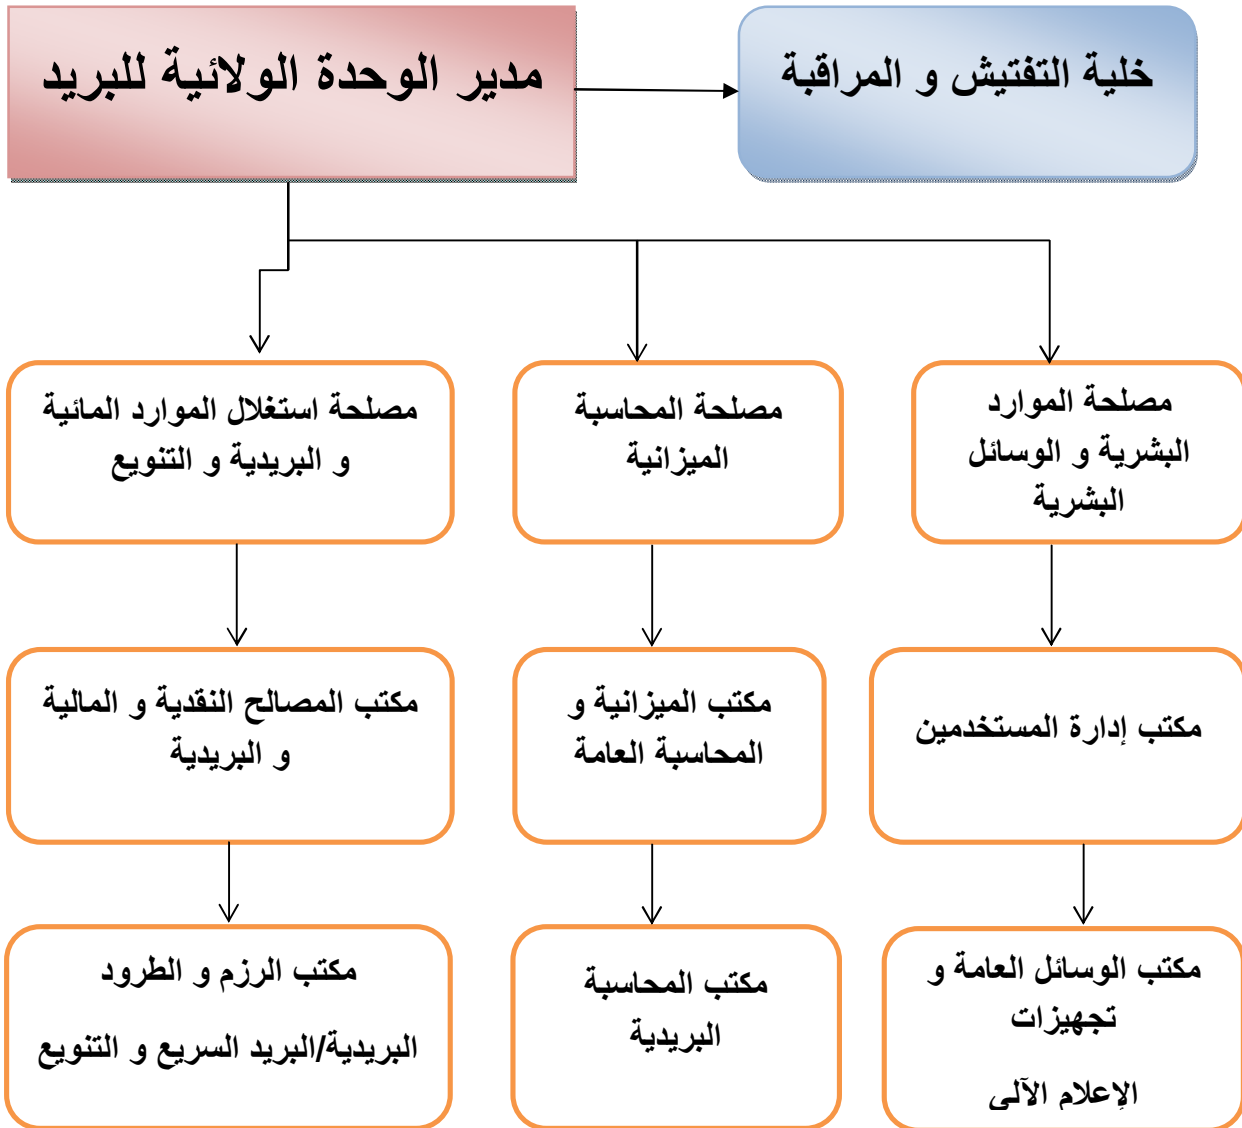 خلية التفتيش و المراقبة
مدير الوحدة الولائية للبريد
مصلحة الموارد
البشرية و الوسائل
البشرية
مصلحة المحاسبة
الميزانية
مصلحة استغلال الموارد المائية
و البريدية و التنويع
مكتب إدارة المستخدمين
مكتب الميزانية و
المحاسبة العامة
مكتب المصالح النقدية و المالية
و البريدية
مكتب الوسائل العامة و
تجهيزات
الإعلام الآلي
مكتب المحاسبة
البريدية
مكتب الرزم و الطرود
البريدية/البريد السريع و التنويع